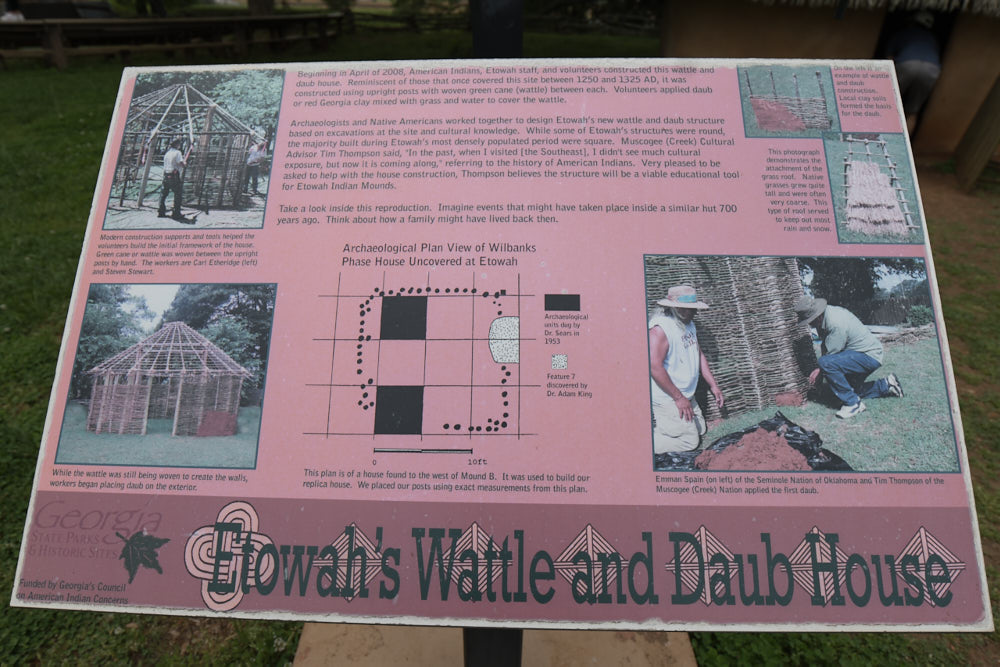 Beginning in April of 2008, American Indians, Etowah staff, and volunteers constructed this wattle and
daub house. Reminiscent of those that once covered this site between 1250 and 1325 AD, it was
constructed using upright posts with woven green cane (wattle) between each. Volunteers applied daub
or red Georgia clay mixed with grass and water to cover the wattle.
Archaeologists and Native Americans worked together to design Etowah's new wattle and daub structure
based on excavations at the site and cultural knowledge. While some of Etowah's structures were round,
the majority built during Etowah's most densely populated period were square. Muscogee (Creek) Cultural
Advisor Tim Thompson said, "In the past, when I visited [the Southeast], I didn't see much cultural
exposure, but now it is coming along," referring to the history of American Indians. Very pleased to be
asked to help with the house construction, Thompson believes the structure will be a viable educational tool
for Etowah Indian Mounds.
Take a look inside this reproduction. Imagine events that might have taken place inside a similar hut 700
years ago. Think about how a family might have lived back then.
On the left is an
example of wattle
and daub
construction.
Local clay soils
formed the basis
for the daub.
This photograph
demonstrates the
attachment of the
grass roof. Native
grasses grew quite
tall and were often
very coarse. This
type of roof served
to keep out most
rain and snow.
Modern construction supports and tools helped the
volunteers build the initial framework of the house.
Green cane or wattle was woven between the upright
posts by hand. The workers are Carl Etheridge (left)
and Steven Stewart.
Archaeological Plan View of Wilbanks
Phase House Uncovered at Etowah
Archaeological
units dug by
Dr. Sears in
1953
Feature 7
discovered by
Dr. Adam King
0
10ft
While the wattle was still being woven to create the walls,
workers began placing daub on the exterior.
This plan is of a house found to the west of Mound B. It was used to build our
replica house. We placed our posts using exact measurements from this plan.
Emman Spain (on left) of the Seminole Nation of Oklahoma and Tim Thompson of the
Muscogee (Creek) Nation applied the first daub.
Georgia
STATE PARKS
& HISTORIC SITES
Funded by Georgia's Council
on American Indian Concerns
Etowah's Wattle and Daub House